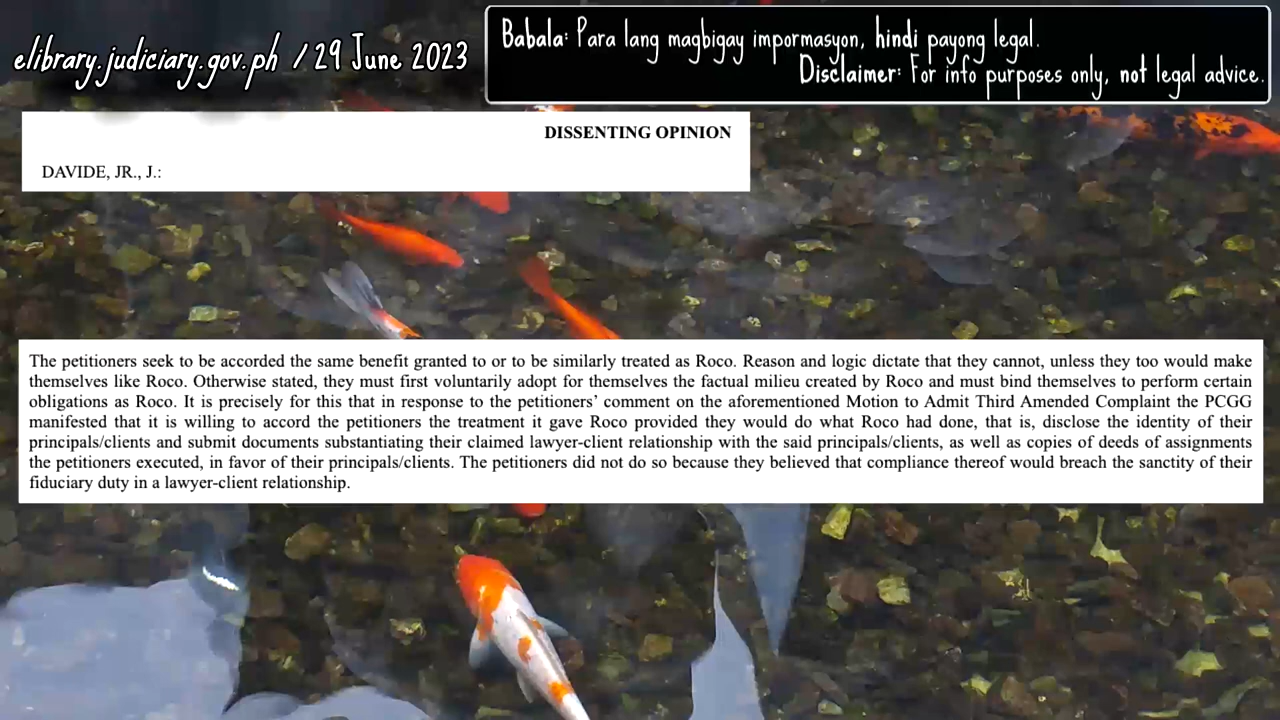 elibrary.judiciary.gov.ph / 29 June 2023
Babala: Para lang magbigay impormasyon, hindi payong legal.
Disclaimer: For info purposes only, not legal advice.
DISSENTING OPINION
DAVIDE, JR., J.:
The petitioners seek to be accorded the same benefit granted to or to be similarly treated as Roco. Reason and logic dictate that they cannot, unless they too would make
themselves like Roco. Otherwise stated, they must first voluntarily adopt for themselves the factual milieu created by Roco and must bind themselves to perform certain
obligations as Roco. It is precisely for this that in response to the petitioners’ comment on the aforementioned Motion to Admit Third Amended Complaint the PCGG
manifested that it is willing to accord the petitioners the treatment it gave Roco provided they would do what Roco had done, that is, disclose the identity of their
principals/clients and submit documents substantiating their claimed lawyer-client relationship with the said principals/clients, as well as copies of deeds of assignments
the petitioners executed, in favor of their principals/clients. The petitioners did not do so because they believed that compliance thereof would breach the sanctity of their
fiduciary duty in a lawyer-client relationship.